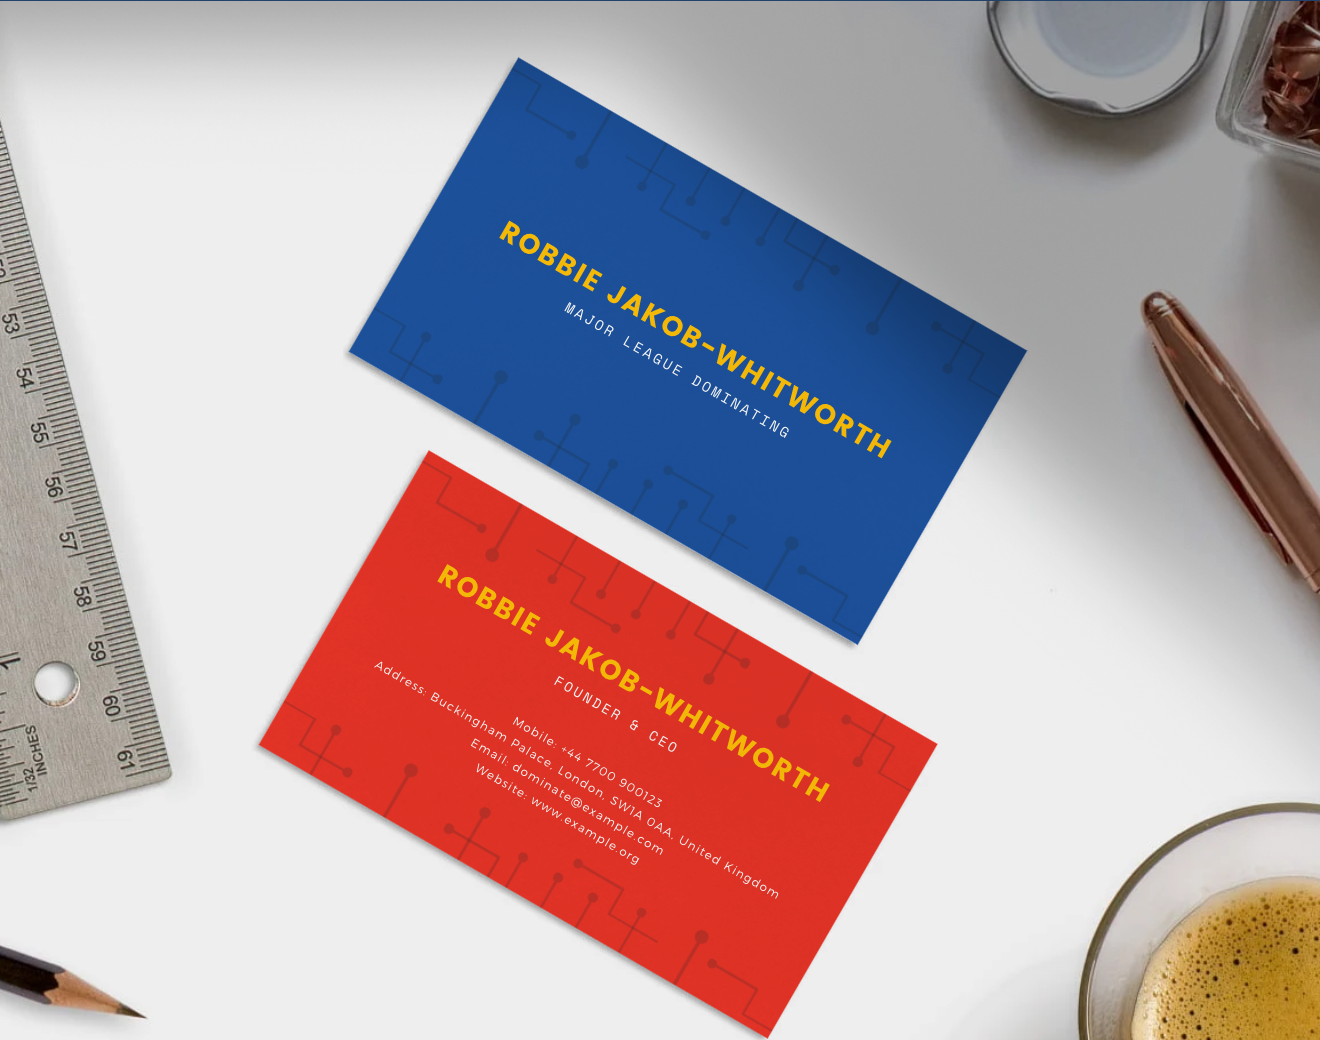 ROBBIE JAKOB-WHITWORTH
MAJOR LEAGUE DOMINATING
ROBBIE JAKOB-WHITWORTH
FOUNDER & CEO
Mobile: +44 7700 900123
Address: Buckingham Palace, London, SW1A 0AA, United Kingdom
Email: dominate@example.com
Website: www.example.org
53
54
55
56
57
58
59
60
61
1/32
INCHES